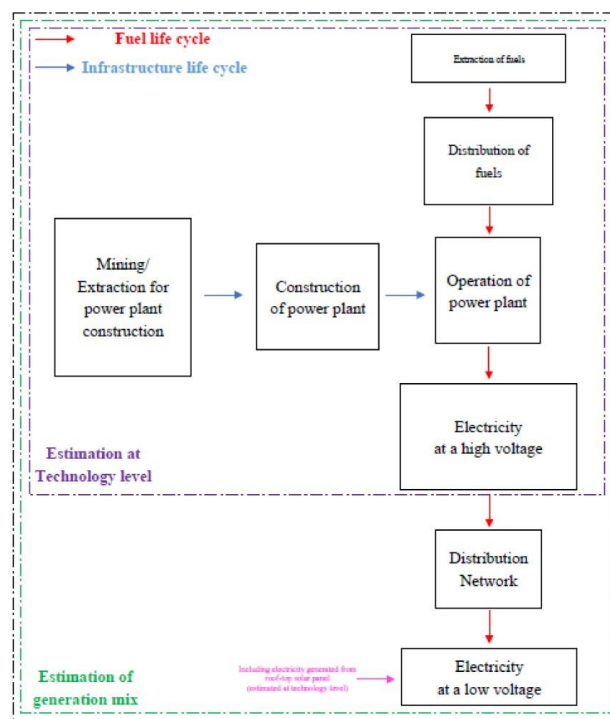 Fuel life cycle
Infrastructure life cycle
Extraction of fuels
Distribution of
fuels
Mining/
Extraction for
power plant
construction
Construction
of power plant
Operation of
power plant
Electricity
at a high voltage
Estimation at
Technology level
Distribution
Network
Including electricity generated from
roof-top solar panel
(estimated at technology level)
Electricity
at a low voltage
Estimation of
generation mix